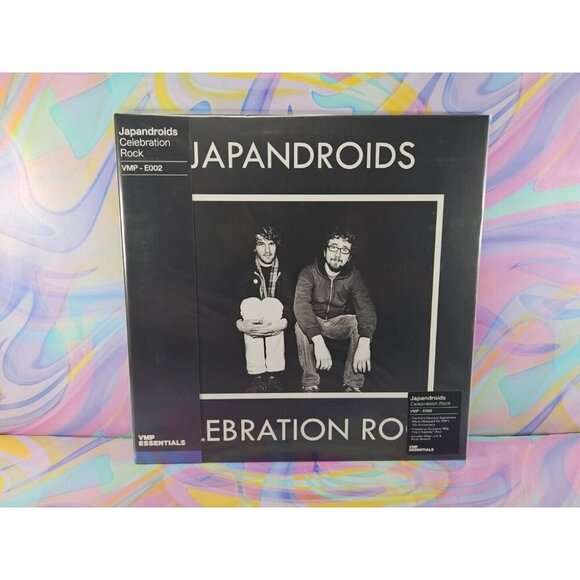 Japandroids
Celebration
Rock
VMP - E002
JAPANDROIDS
LEBRATION RO
VMP
ESSENTIALS
Japandroids
Celebration Rock
VMP - E002
VMP
ESSENTIALS